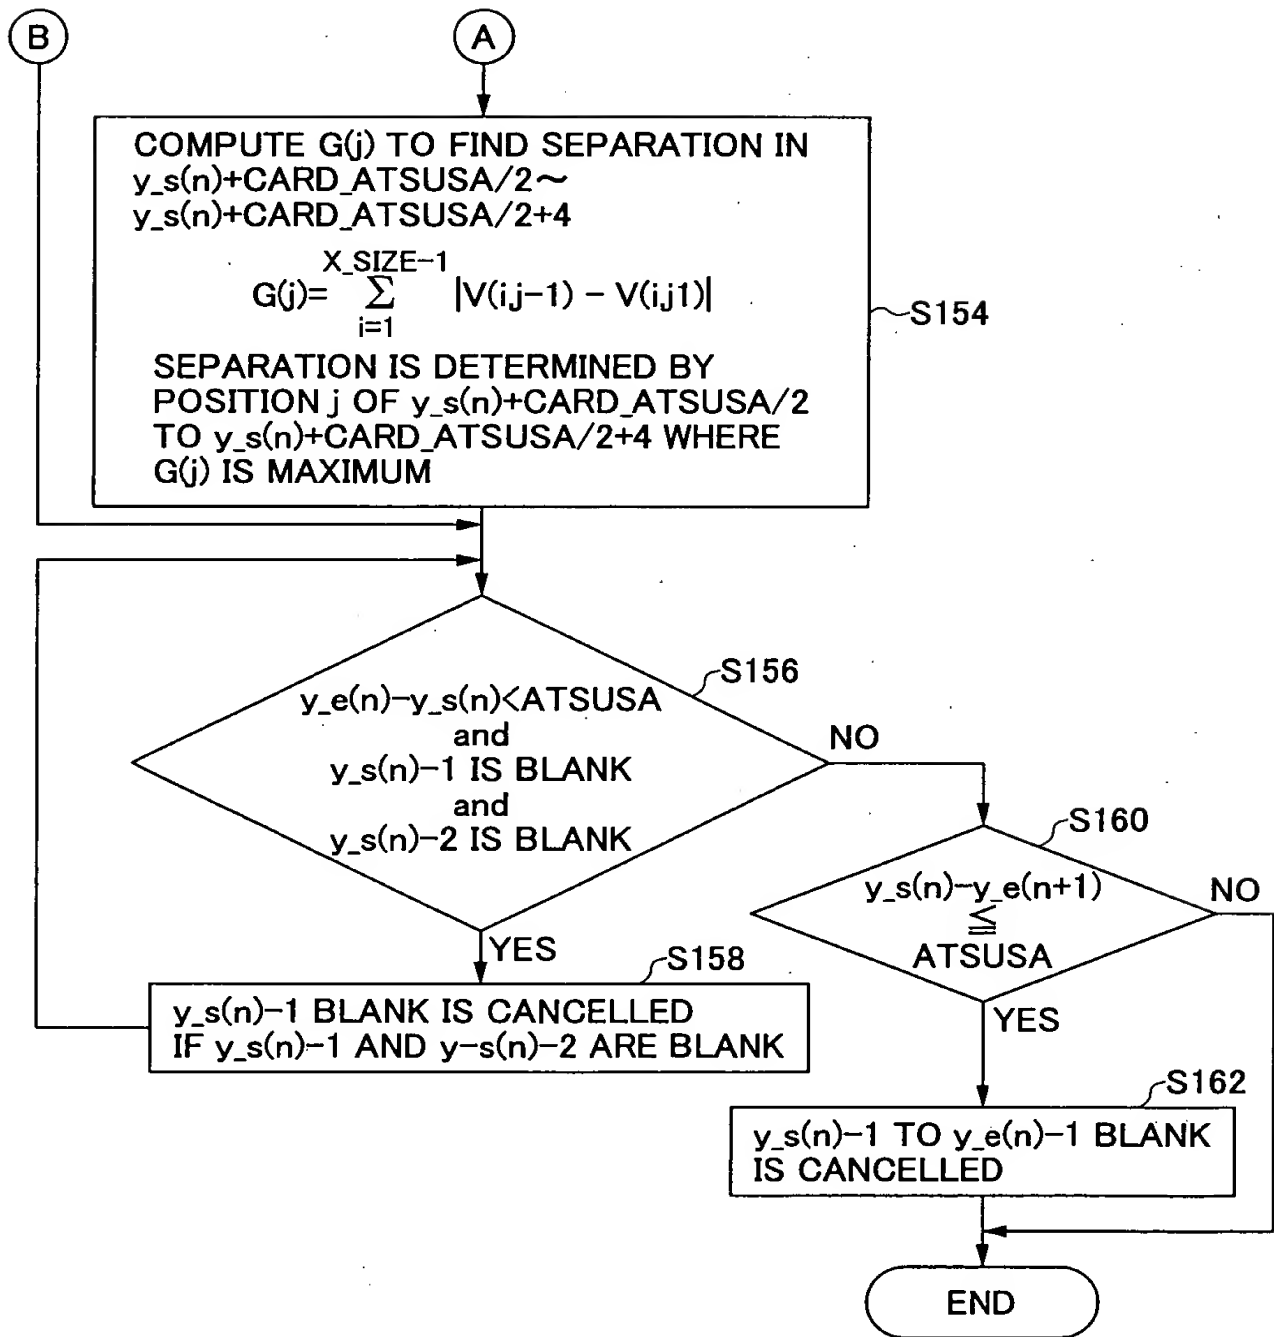 B
A
COMPUTE G(j) TO FIND SEPARATION IN
y_s(n)+CARD_ATSUSA/2~
y_s(n)+CARD_ATSUSA/2+4
X_SIZE-1
G(j)= Σ |V(i,j-1) - V(i,j1)|
i=1
S154
SEPARATION IS DETERMINED BY
POSITION j OF y_s(n)+CARD_ATSUSA/2
TO y_s(n)+CARD_ATSUSA/2+4 WHERE
G(j) IS MAXIMUM
S156
y_e(n)-y_s(n)<ATSUSA
and
y_s(n)-1 IS BLANK
and
y_s(n)-2 IS BLANK
NO
YES
S158
y_s(n)-1 BLANK IS CANCELLED
IF y_s(n)-1 AND y-s(n)-2 ARE BLANK
S160
y_s(n)-y_e(n+1)
≦
ATSUSA
NO
YES
S162
y_s(n)-1 TO y_e(n)-1 BLANK
IS CANCELLED
END